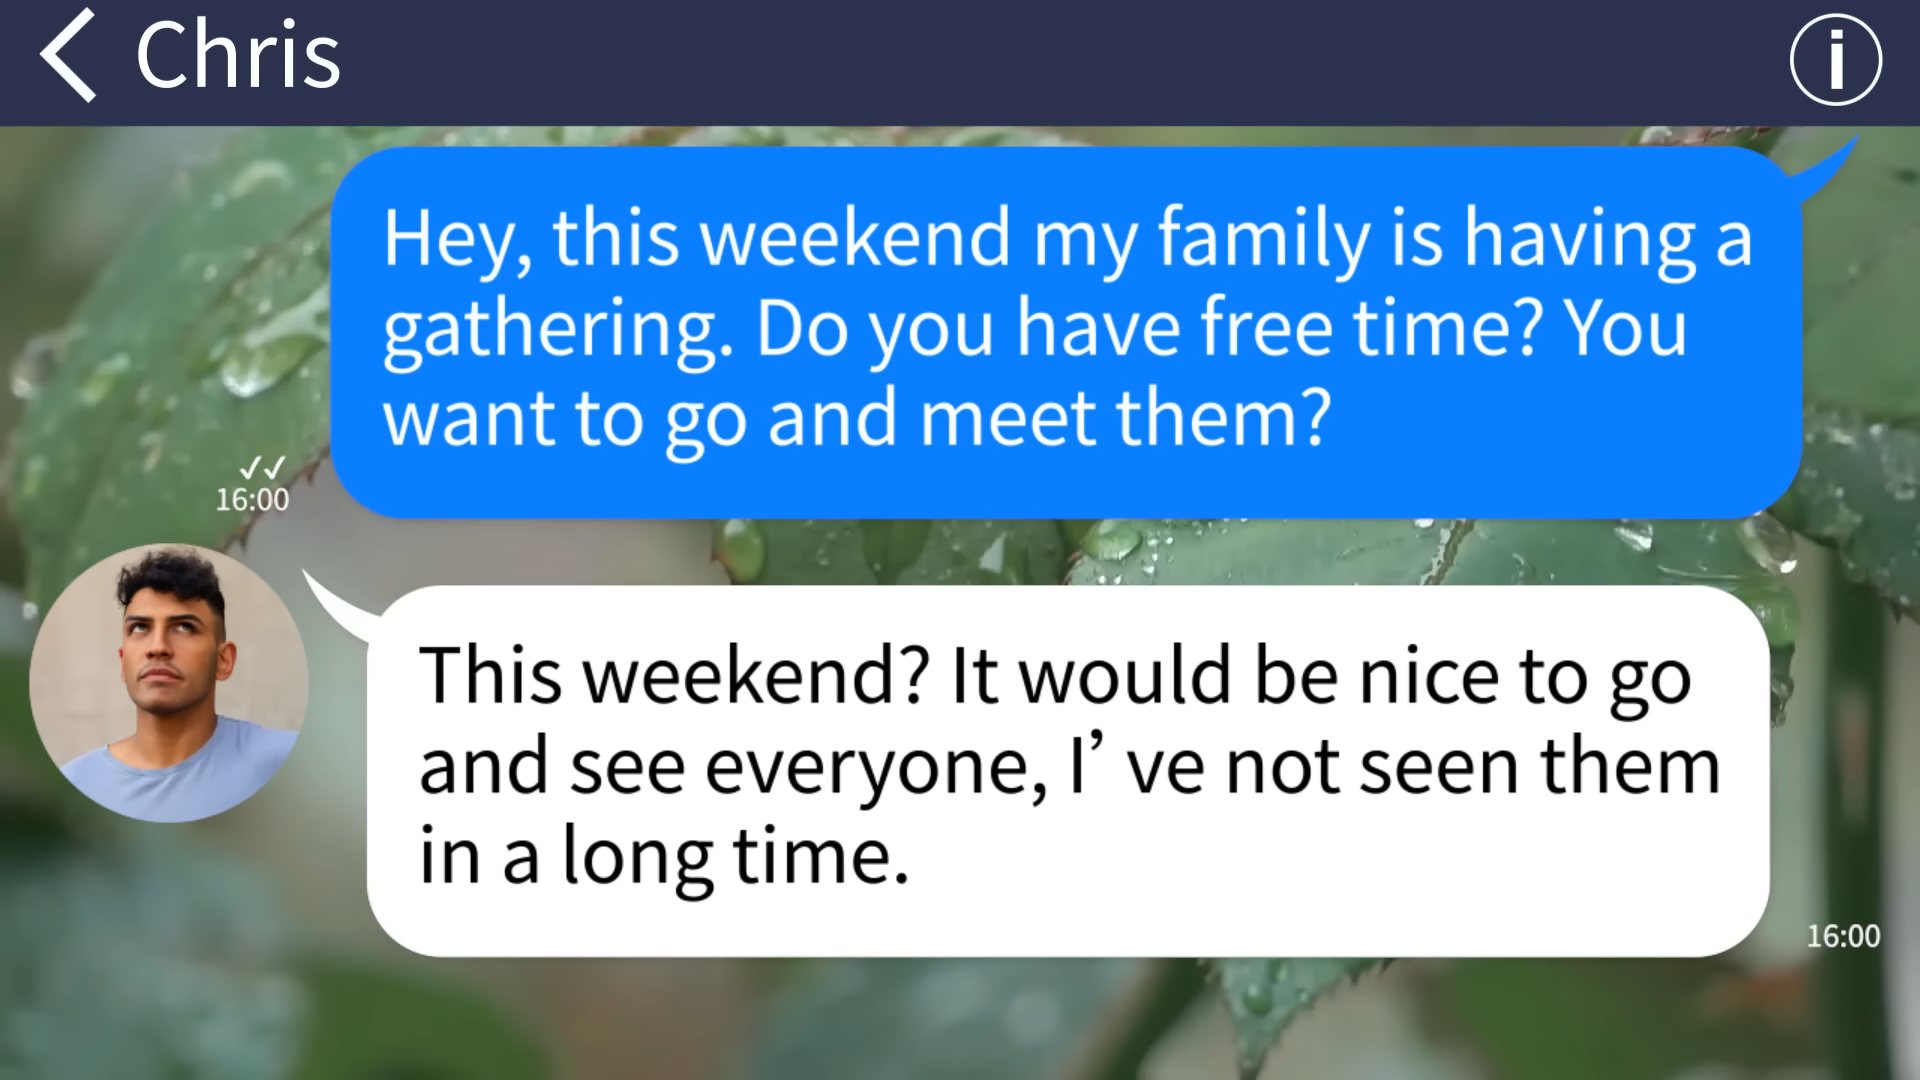 Chris
Hey, this weekend my family is having a
gathering. Do you have free time? You
want to go and meet them?
16:00
This weekend? It would be nice to go
and see everyone, I’ ve not seen them
in a long time.
16:00